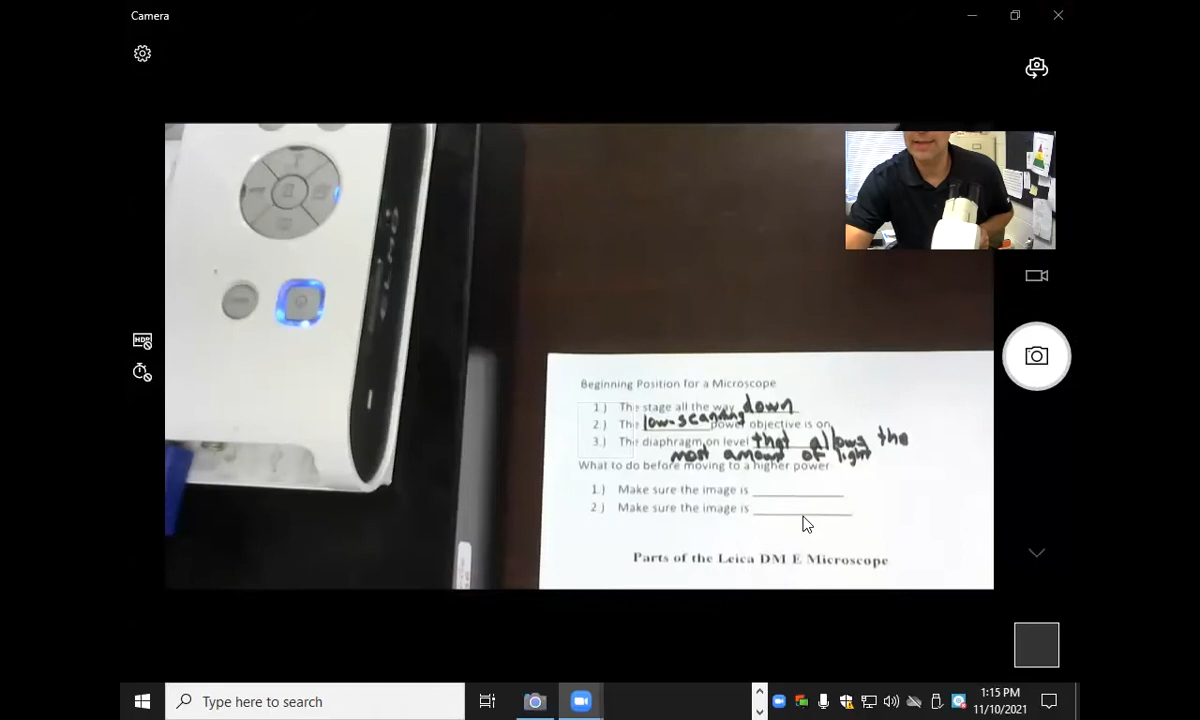 Camera
ELMO
Beginning Position for a Microscope
1.) The stage all the way down
2.) The low-scanning power objective is on
3.) The diaphragm on level that allows the
most amount of light
What to do before moving to a higher power
1.) Make sure the image is
2.) Make sure the image is
Parts of the Leica DM E Microscope
Type here to search
1:15 PM
11/10/2021